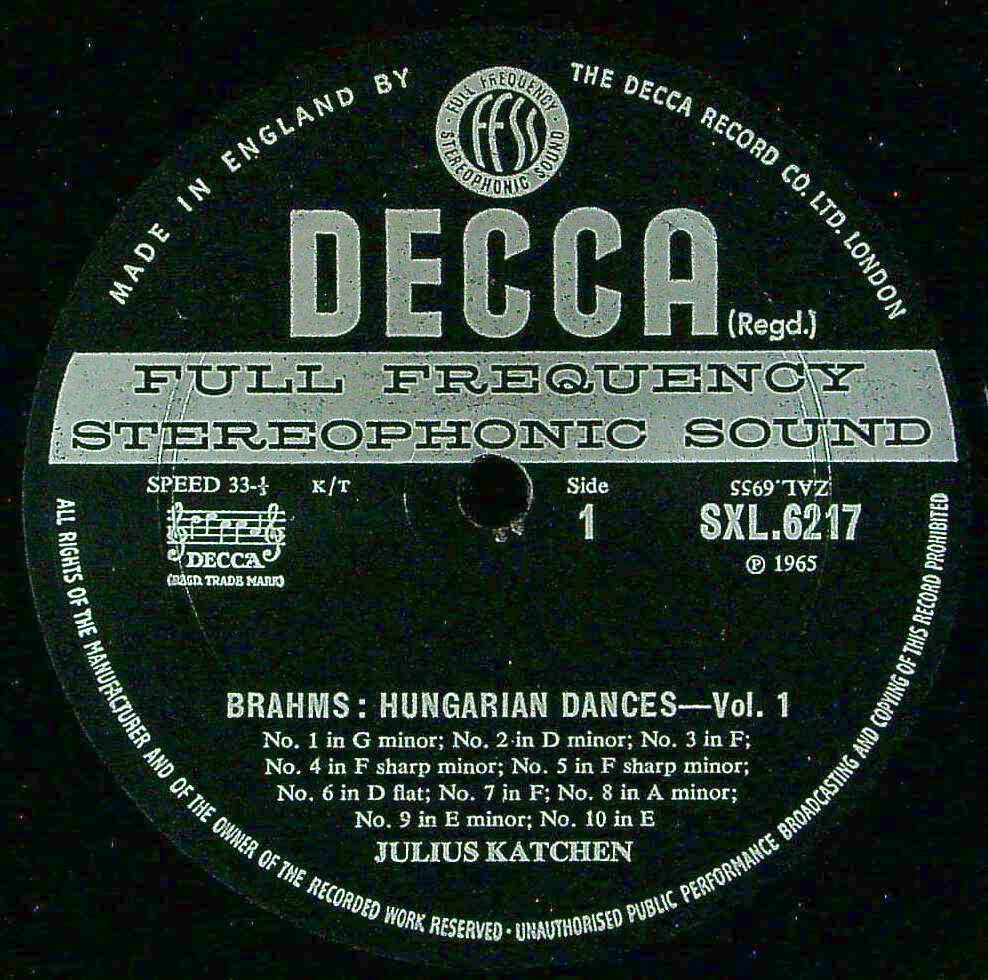 MADE IN ENGLAND BY
THE DECCA RECORD CO. LTD. LONDON
FULL FREQUENCY
STEREOPHONIC SOUND
FFSS
DECCA
(Regd.)
FULL FREQUENCY
STEREOPHONIC SOUND
SPEED 33-⅓ K/T
Side
1
ZAL.6955
SXL.6217
℗ 1965
DECCA
(REGD. TRADE MARK)
BRAHMS : HUNGARIAN DANCES—Vol. 1
No. 1 in G minor; No. 2 in D minor; No. 3 in F;
No. 4 in F sharp minor; No. 5 in F sharp minor;
No. 6 in D flat; No. 7 in F; No. 8 in A minor;
No. 9 in E minor; No. 10 in E
JULIUS KATCHEN
ALL RIGHTS OF THE MANUFACTURER AND OF THE OWNER OF THE RECORDED WORK RESERVED · UNAUTHORISED PUBLIC PERFORMANCE BROADCASTING AND COPYING OF THIS RECORD PROHIBITED